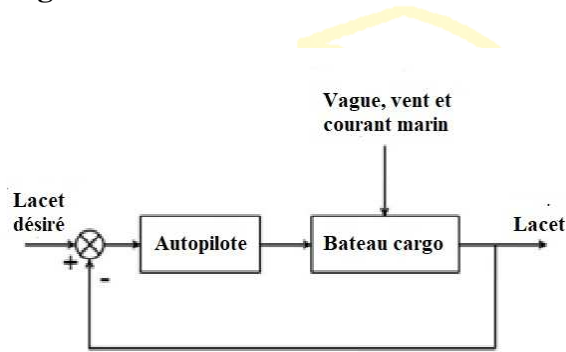 Vague, vent et
courant marin
Lacet
désiré
Autopilote
Bateau cargo
Lacet
+
-